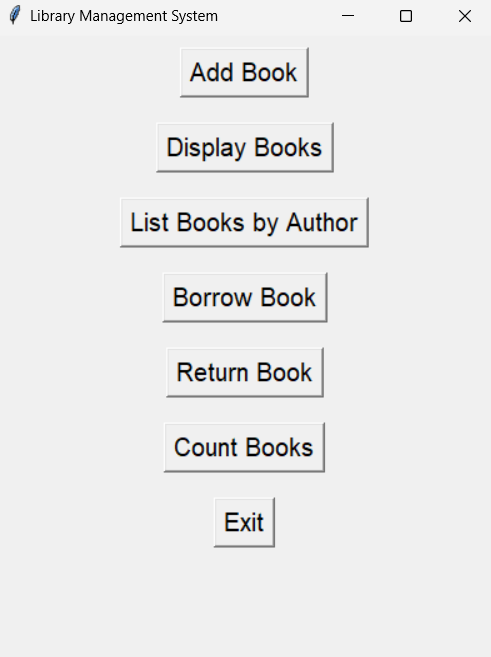 Library Management System
Add Book
Display Books
List Books by Author
Borrow Book
Return Book
Count Books
Exit